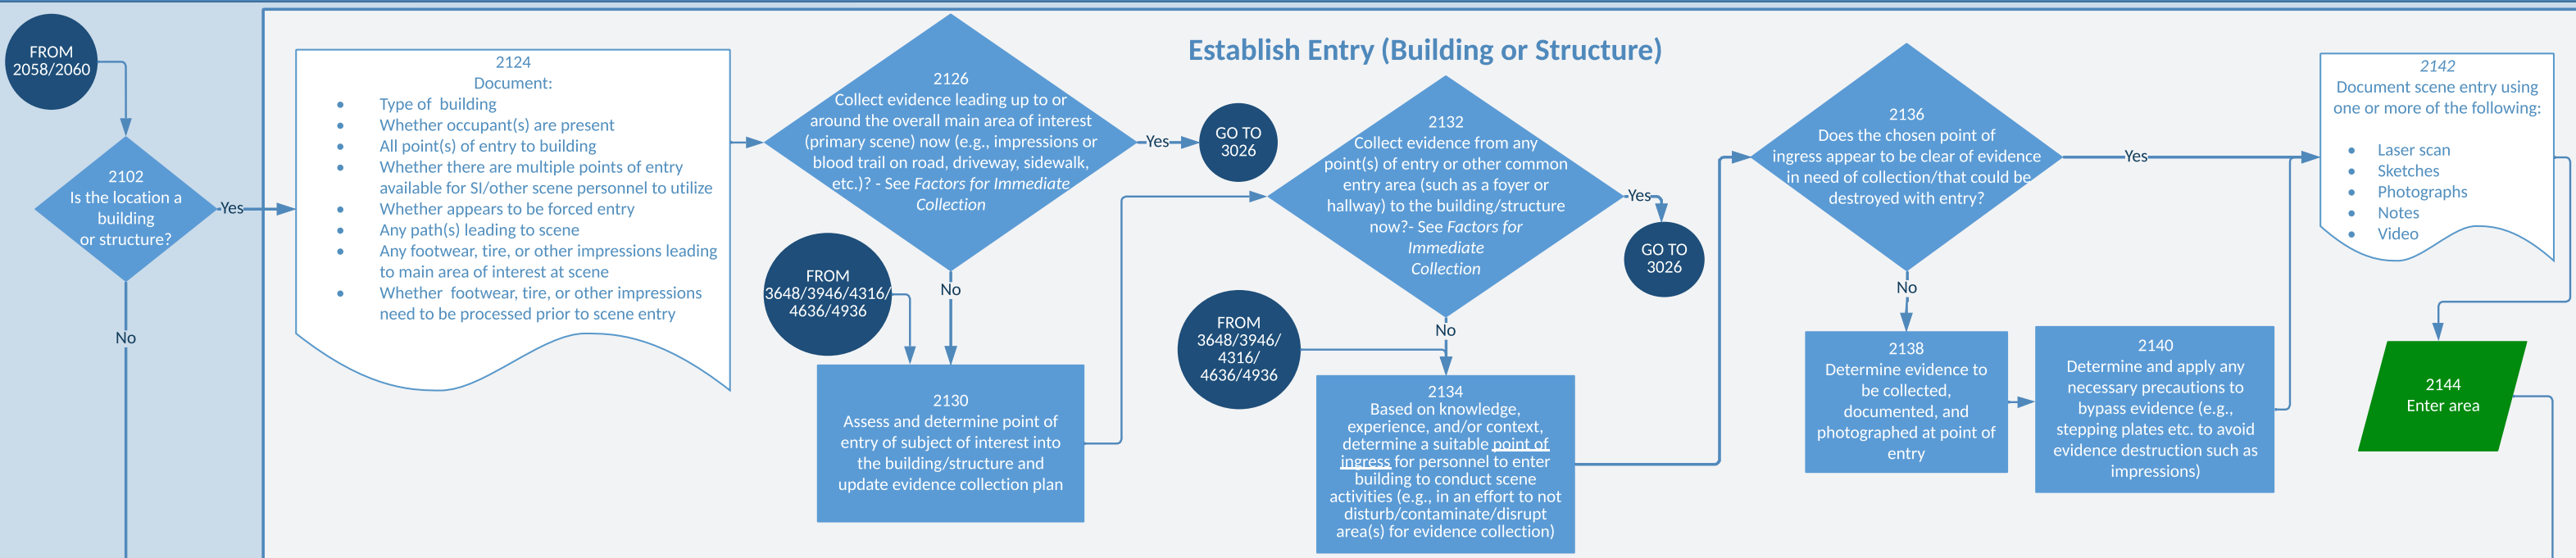 Establish Entry (Building or Structure)
FROM
2058/2060
2102
Is the location a
building
or structure?
Yes
No
2124
Document:
• Type of  building
• Whether occupant(s) are present
• All point(s) of entry to building
• Whether there are multiple points of entry
available for SI/other scene personnel to utilize
• Whether appears to be forced entry
• Any path(s) leading to scene
• Any footwear, tire, or other impressions leading
to main area of interest at scene
• Whether  footwear, tire, or other impressions
need to be processed prior to scene entry
2126
Collect evidence leading up to or
around the overall main area of interest
(primary scene) now (e.g., impressions or
blood trail on road, driveway, sidewalk,
etc.)? - See Factors for Immediate
Collection
Yes
GO TO
3026
No
FROM
3648/3946/4316/
4636/4936
2130
Assess and determine point of
entry of subject of interest into
the building/structure and
update evidence collection plan
2132
Collect evidence from any
point(s) of entry or other common
entry area (such as a foyer or
hallway) to the building/structure
now?- See Factors for
Immediate
Collection
Yes
GO TO
3026
No
FROM
3648/3946/
4316/
4636/4936
2134
Based on knowledge,
experience, and/or context,
determine a suitable point of
ingress for personnel to enter
building to conduct scene
activities (e.g., in an effort to not
disturb/contaminate/disrupt
area(s) for evidence collection)
2136
Does the chosen point of
ingress appear to be clear of evidence
in need of collection/that could be
destroyed with entry?
Yes
No
2138
Determine evidence to
be collected,
documented, and
photographed at point of
entry
2140
Determine and apply any
necessary precautions to
bypass evidence (e.g.,
stepping plates etc. to avoid
evidence destruction such as
impressions)
2142
Document scene entry using
one or more of the following:
• Laser scan
• Sketches
• Photographs
• Notes
• Video
2144
Enter area